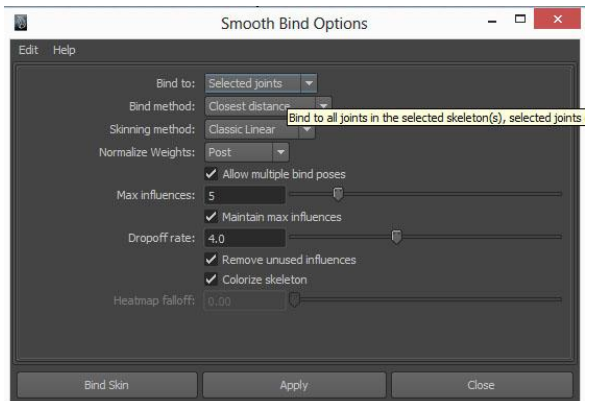 Smooth Bind Options
Edit Help
Bind to: Selected joints
Bind method: Closest distance
Bind to all joints in the selected skeleton(s), selected joints
Skinning method: Classic Linear
Normalize Weights: Post
Allow multiple bind poses
Max influences: 5
Maintain max influences
Dropoff rate: 4.0
Remove unused influences
Colorize skeleton
Heatmap falloff: 0.00
Bind Skin Apply Close